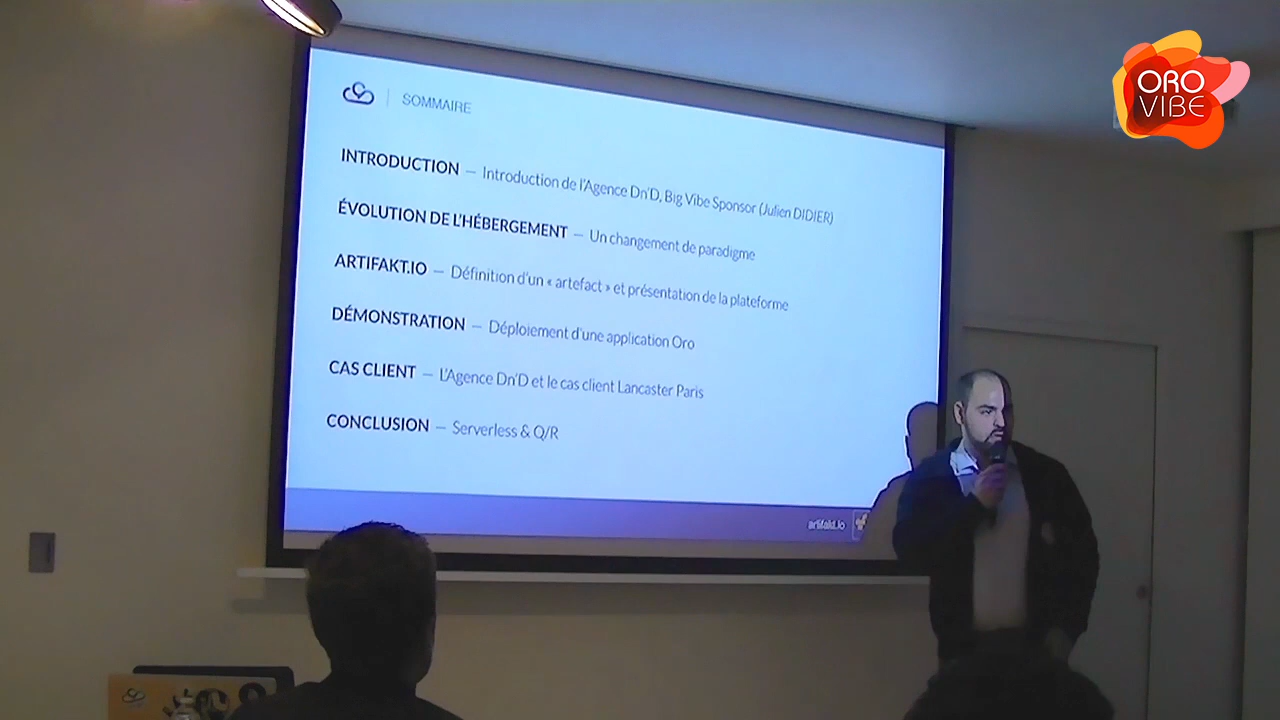 ORO
VIBE
SOMMAIRE
INTRODUCTION — Introduction de l'Agence Dn'D, Big Vibe Sponsor (Julien DIDIER)
ÉVOLUTION DE L'HÉBERGEMENT — Un changement de paradigme
ARTIFAKT.IO — Définition d'un « artefact » et présentation de la plateforme
DÉMONSTRATION — Déploiement d'une application Oro
CAS CLIENT — L'Agence Dn'D et le cas client Lancaster Paris
CONCLUSION — Serverless & Q/R
artifakt.io